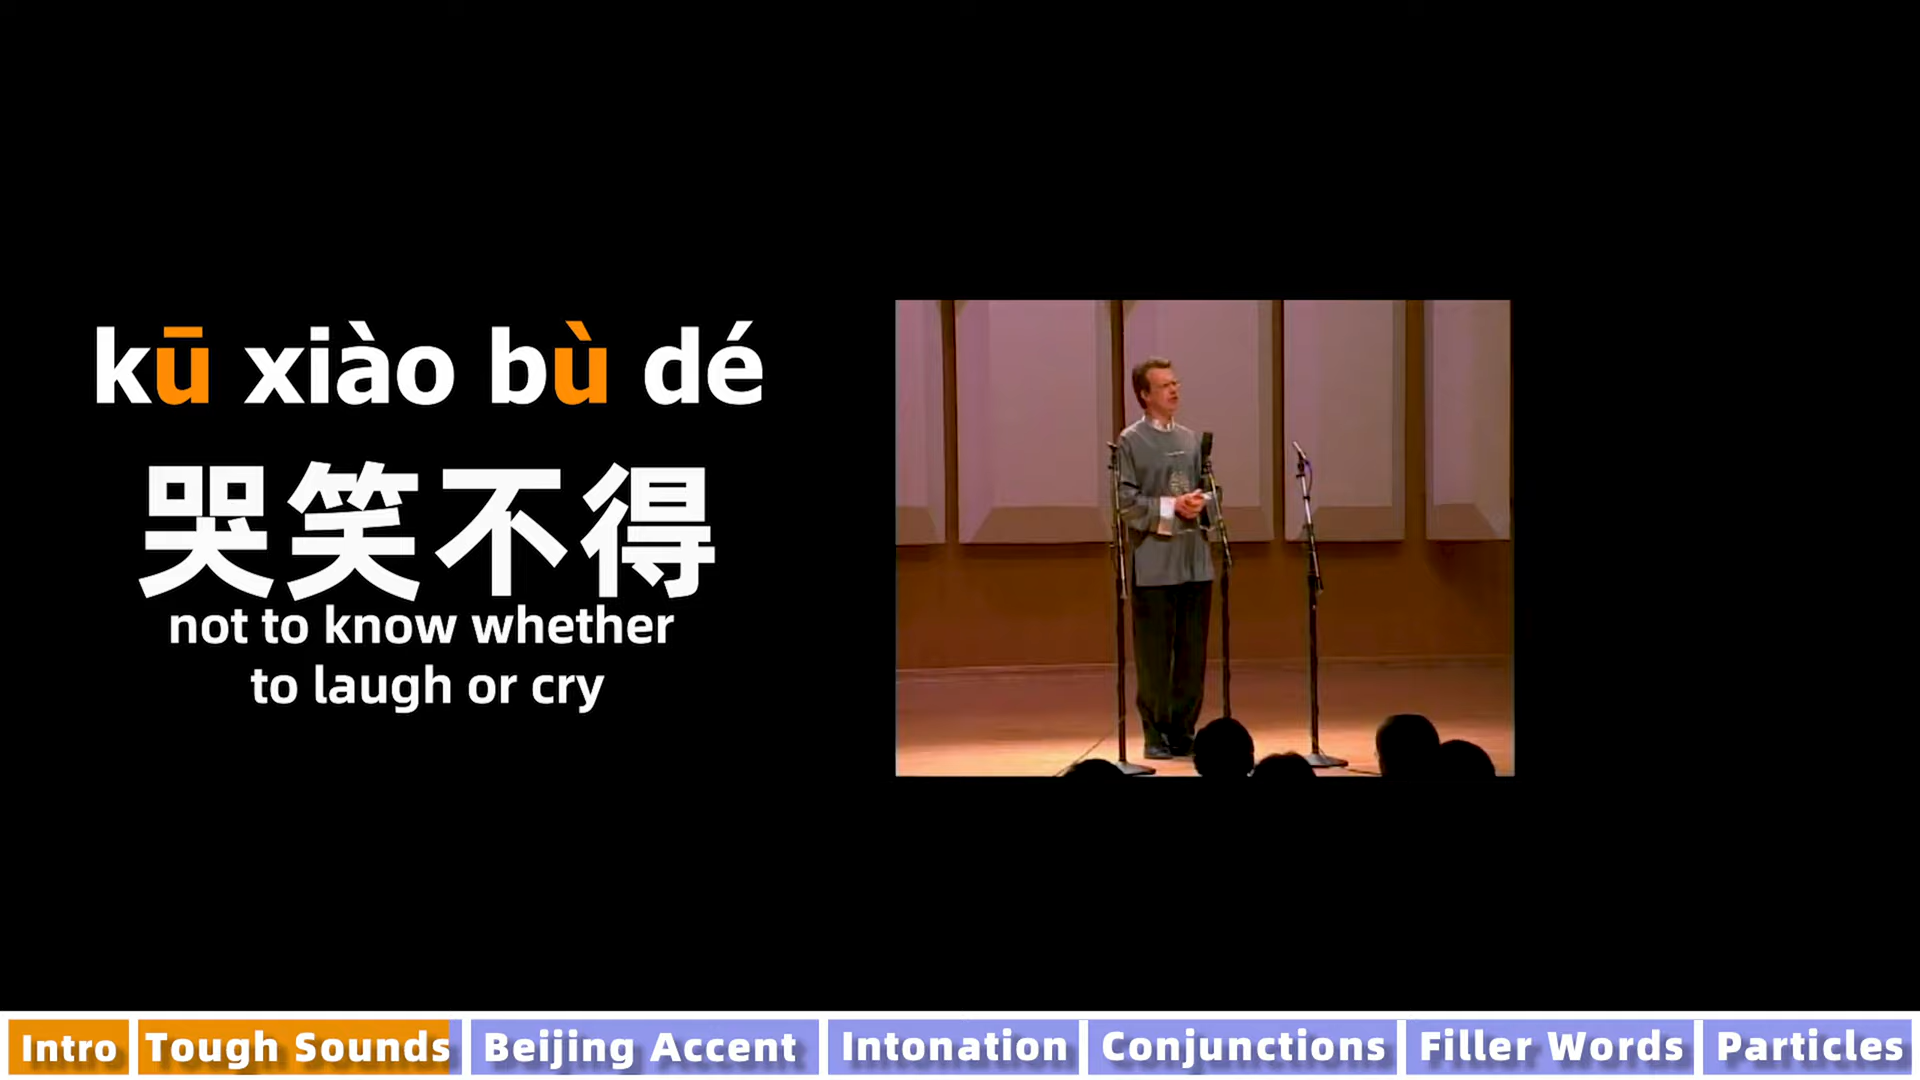 kū xiào bù dé
哭笑不得
not to know whether
to laugh or cry
Intro Tough Sounds Beijing Accent Intonation Conjunctions Filler Words Particles